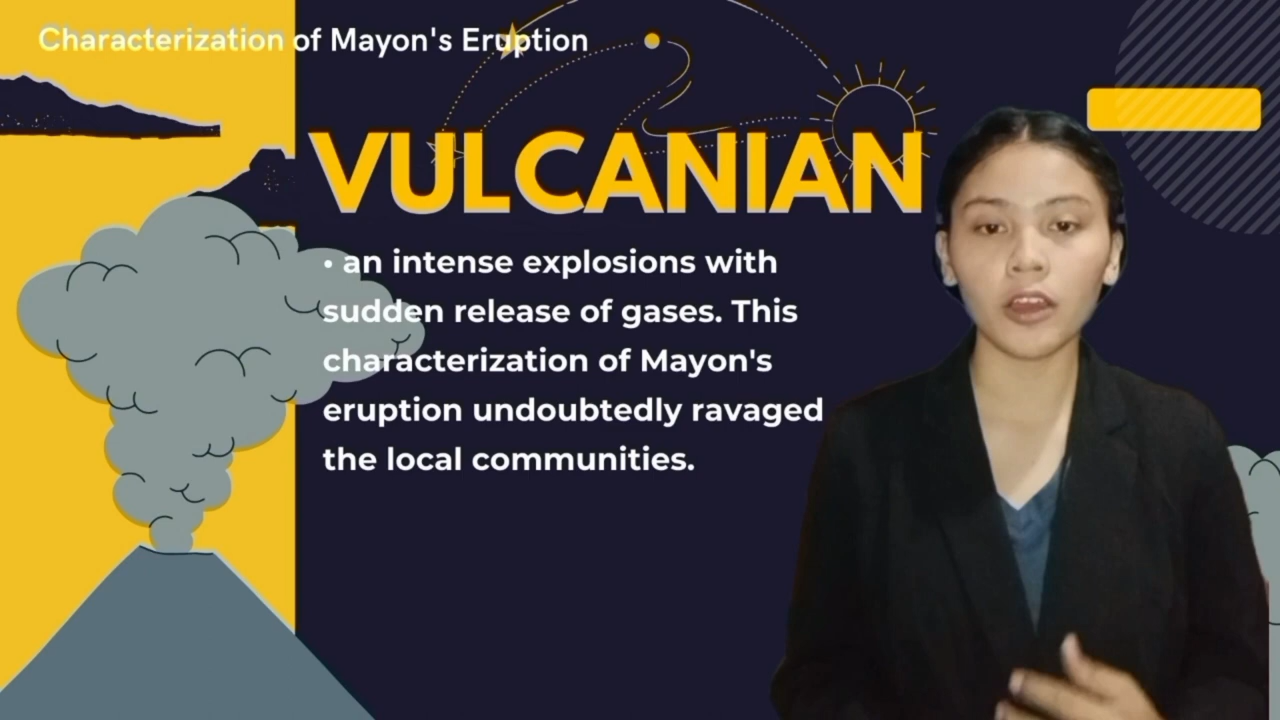 Characterization of Mayon's Eruption
VULCANIAN
• an intense explosions with
sudden release of gases. This
characterization of Mayon's
eruption undoubtedly ravaged
the local communities.